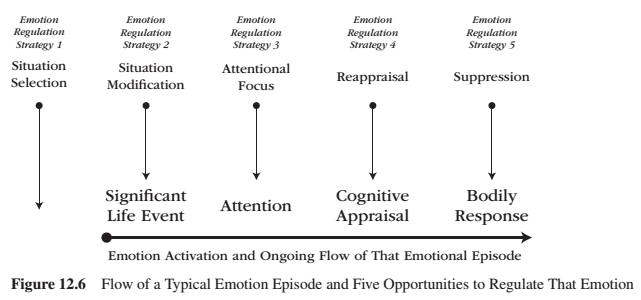 Emotion Regulation Strategy 1
Emotion Regulation Strategy 2
Emotion Regulation Strategy 3
Emotion Regulation Strategy 4
Emotion Regulation Strategy 5
Situation Selection
Situation Modification
Attentional Focus
Reappraisal
Suppression
Significant Life Event
Attention
Cognitive Appraisal
Bodily Response
Emotion Activation and Ongoing Flow of That Emotional Episode
Figure 12.6 Flow of a Typical Emotion Episode and Five Opportunities to Regulate That Emotion